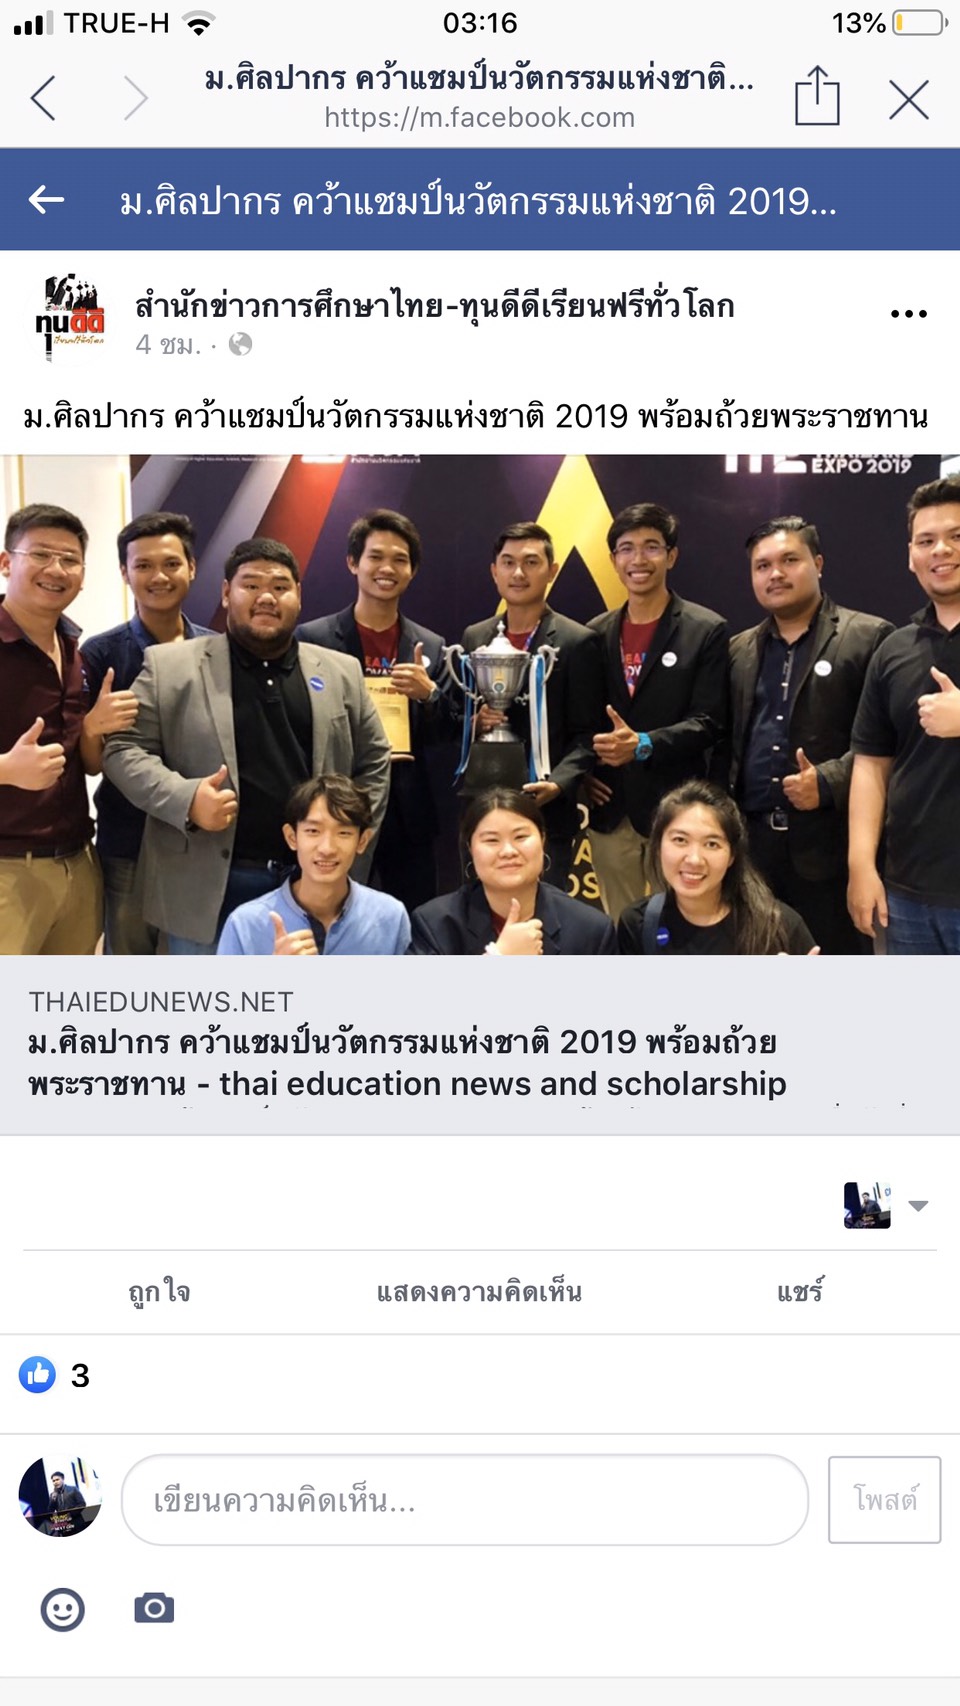 TRUE-H 03:16 13%
ม.ศิลปากร คว้าแชมป์นวัตกรรมแห่งชาติ...
https://m.facebook.com
ม.ศิลปากร คว้าแชมป์นวัตกรรมแห่งชาติ 2019...
ทุนดีดี
สำนักข่าวการศึกษาไทย-ทุนดีดีเรียนฟรีทั่วโลก
4 ชม. ·
ม.ศิลปากร คว้าแชมป์นวัตกรรมแห่งชาติ 2019 พร้อมถ้วยพระราชทาน
EXPO 2019
THAIEDUNEWS.NET
ม.ศิลปากร คว้าแชมป์นวัตกรรมแห่งชาติ 2019 พร้อมถ้วย
พระราชทาน - thai education news and scholarship
ถูกใจ แสดงความคิดเห็น แชร์
3
เขียนความคิดเห็น... โพสต์